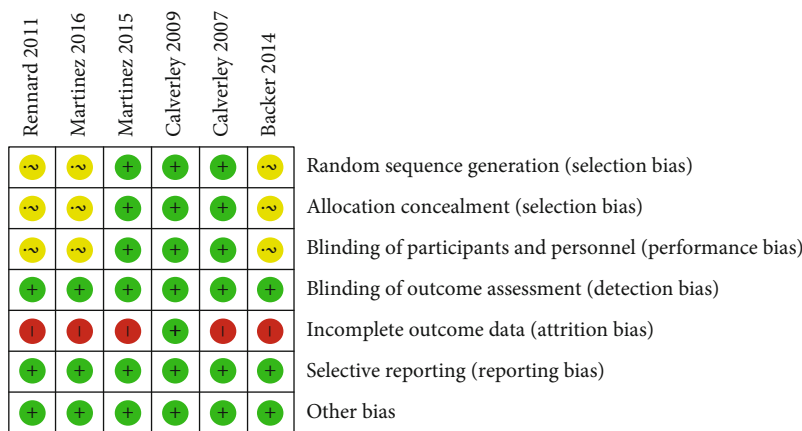 Rennard 2011
Martinez 2016
Martinez 2015
Calverley 2009
Calverley 2007
Backer 2014
? ? + + + ? Random sequence generation (selection bias)
? ? + + + ? Allocation concealment (selection bias)
? ? + + + ? Blinding of participants and personnel (performance bias)
+ + + + + + Blinding of outcome assessment (detection bias)
– – – + – – Incomplete outcome data (attrition bias)
+ + + + + + Selective reporting (reporting bias)
+ + + + + + Other bias